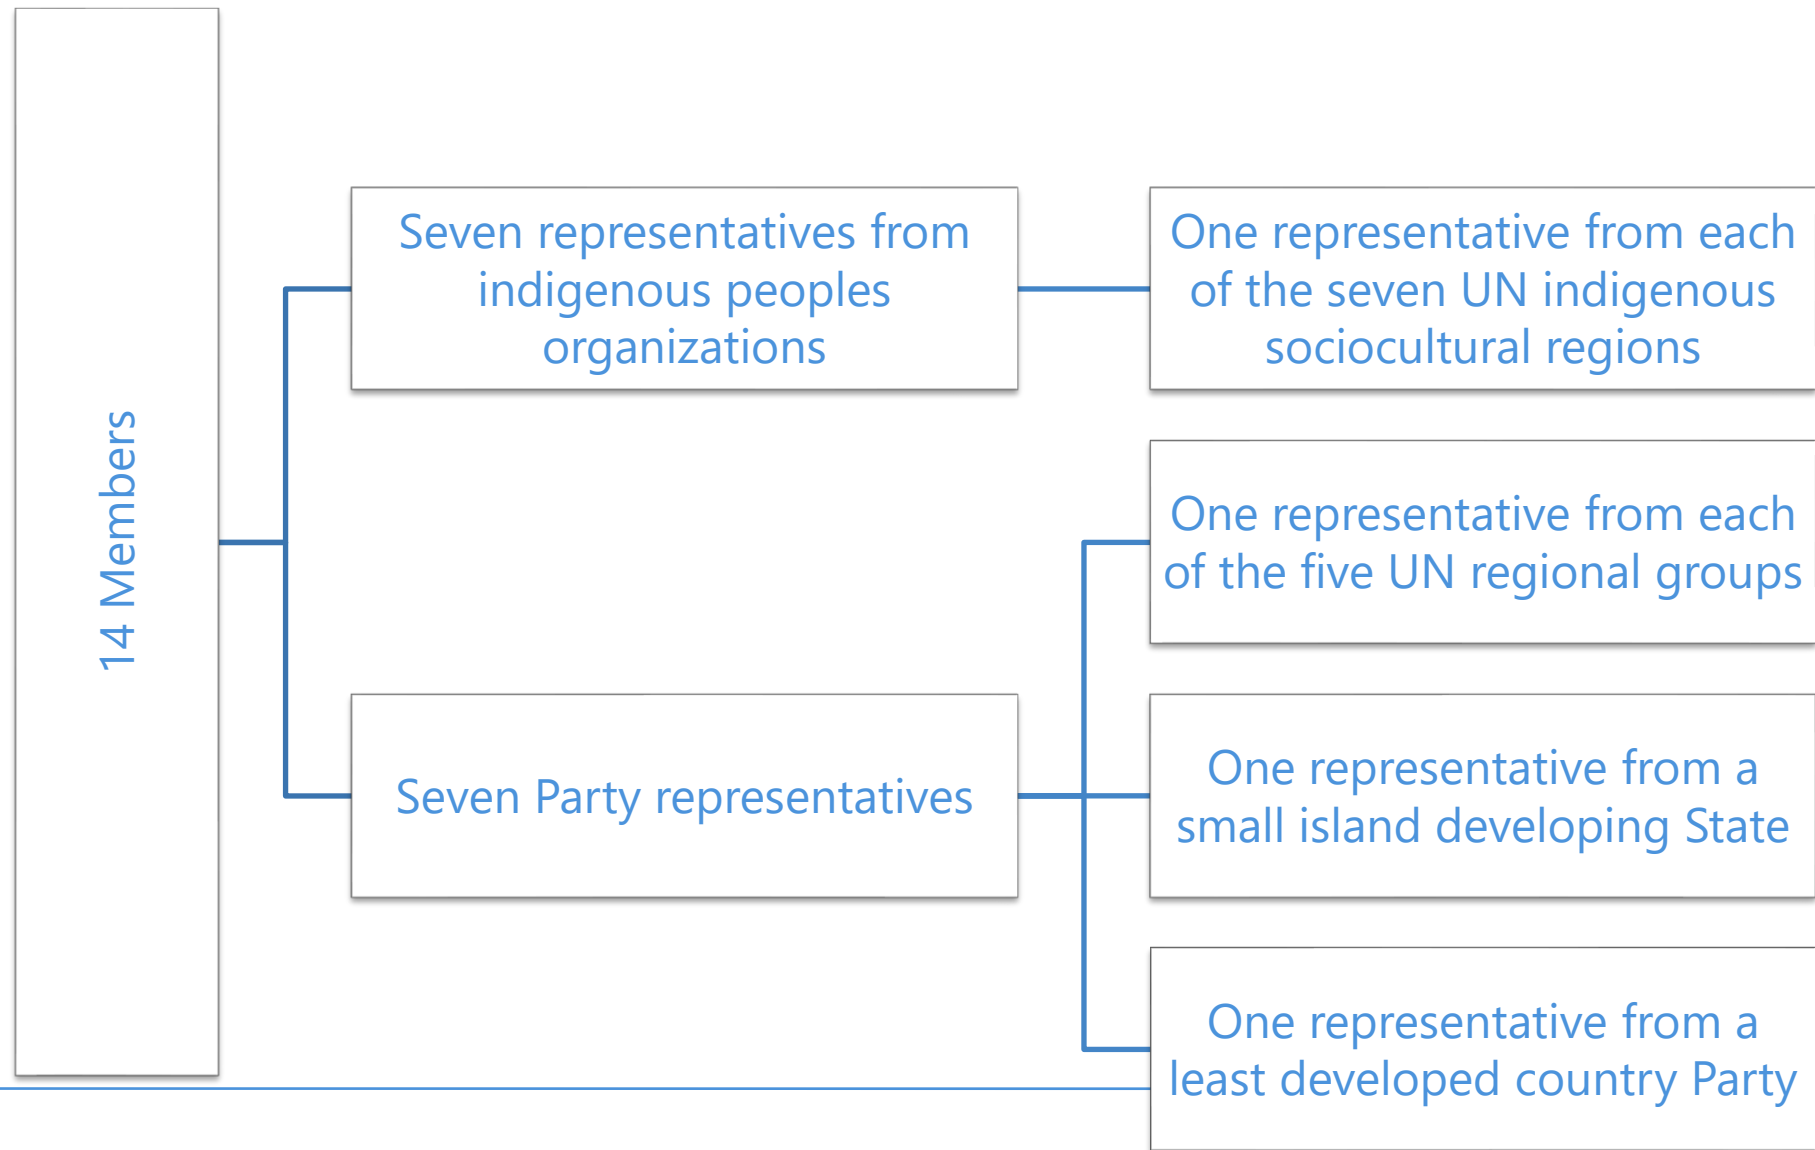 14 Members
Seven representatives from
indigenous peoples
organizations
One representative from each
of the seven UN indigenous
sociocultural regions
Seven Party representatives
One representative from each
of the five UN regional groups
One representative from a
small island developing State
One representative from a
least developed country Party